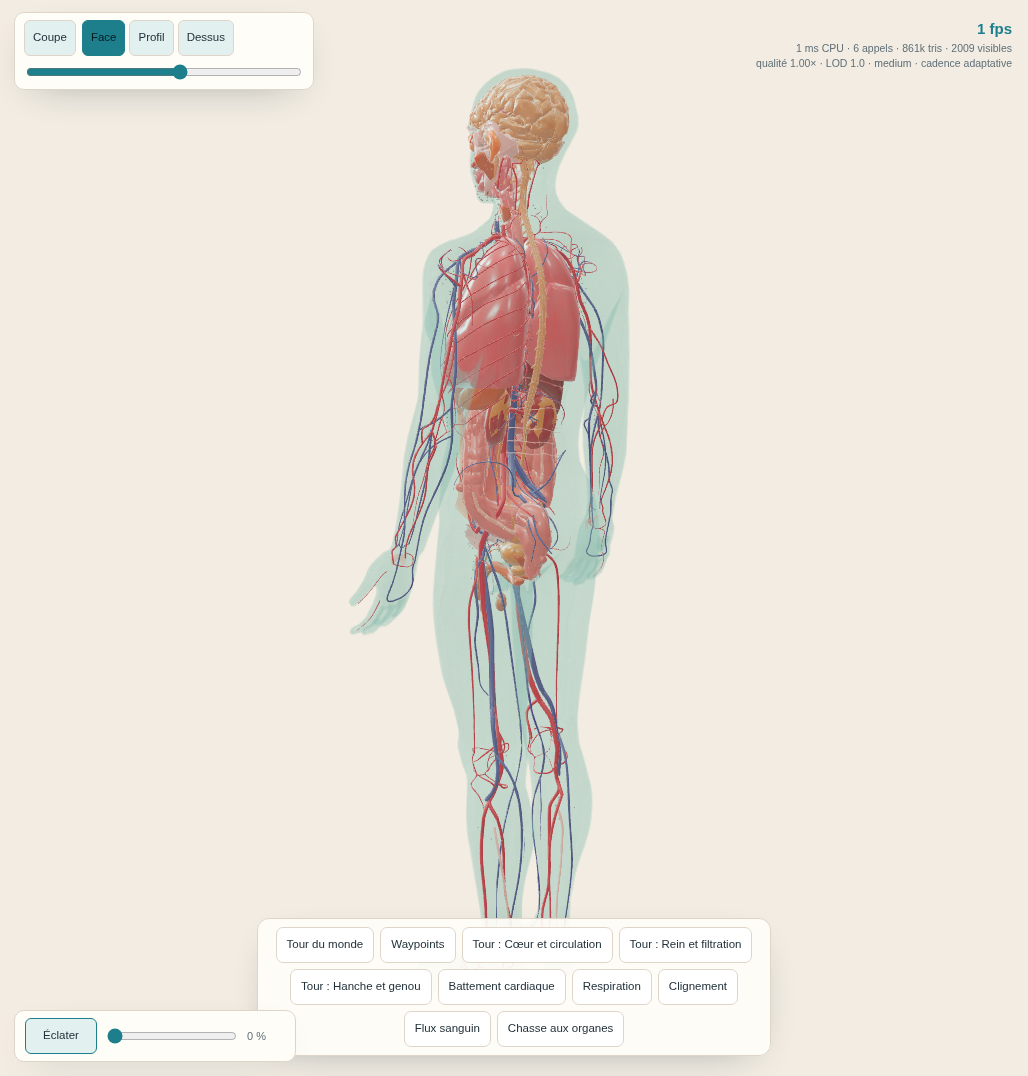 Coupe Face Profil Dessus
1 fps
1 ms CPU · 6 appels · 861k tris · 2009 visibles
qualité 1.00× · LOD 1.0 · medium · cadence adaptative
Tour du monde Waypoints Tour : Cœur et circulation Tour : Rein et filtration
Tour : Hanche et genou Battement cardiaque Respiration Clignement
Flux sanguin Chasse aux organes
Éclater 0 %